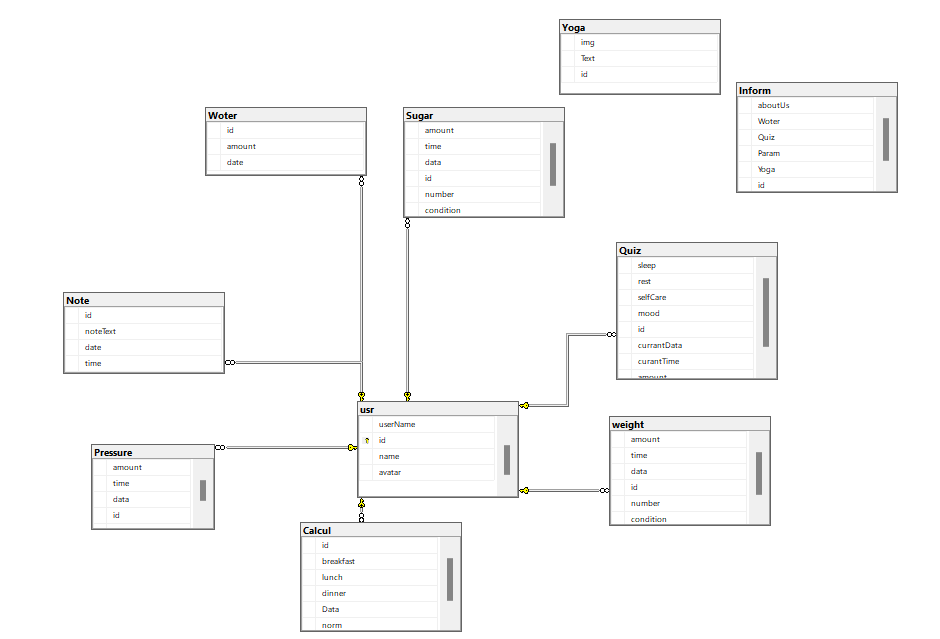 Yoga
img
Text
id
Inform
aboutUs
Woter
Quiz
Param
Yoga
id
Woter
id
amount
date
Sugar
amount
time
data
id
number
condition
Quiz
sleep
rest
selfCare
mood
id
currantData
curantTime
amount
Note
id
noteText
date
time
usr
userName
id
name
avatar
weight
amount
time
data
id
number
condition
Pressure
amount
time
data
id
Calcul
id
breakfast
lunch
dinner
Data
norm